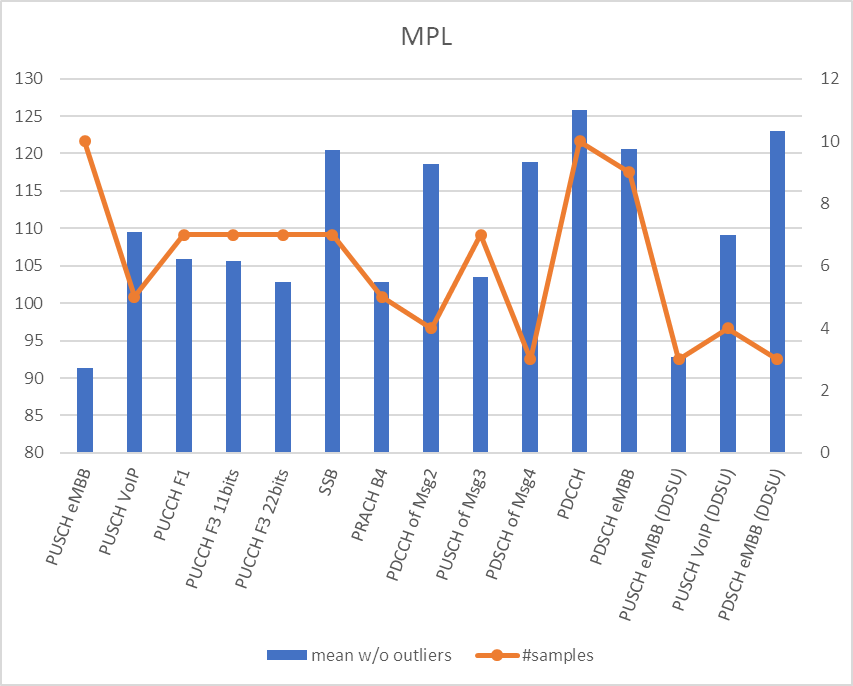 MPL
130
125
120
115
110
105
100
95
90
85
80
12
10
8
6
4
2
0
PUSCH eMBB
PUSCH VoIP
PUCCH F1
PUCCH F3 11bits
PUCCH F3 22bits
SSB
PRACH B4
PDCCH of Msg2
PUSCH of Msg3
PDSCH of Msg4
PDCCH
PDSCH eMBB
PUSCH eMBB (DDSU)
PUSCH VoIP (DDSU)
PDSCH eMBB (DDSU)
mean w/o outliers
#samples